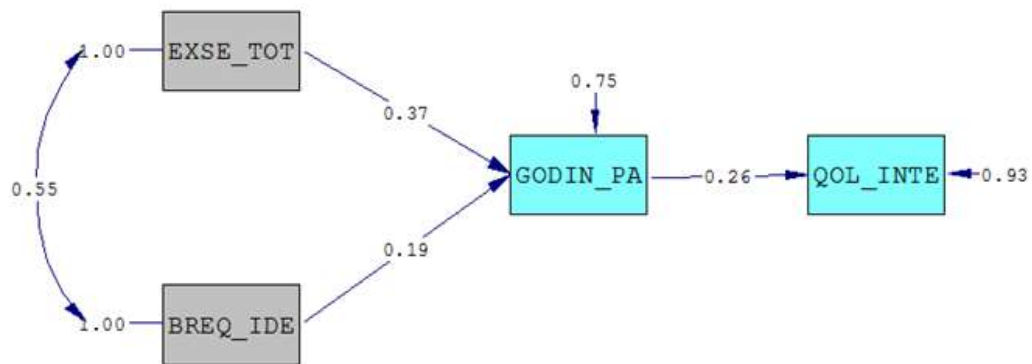 1.00
EXSE_TOT
0.75
0.37
GODIN_PA
0.26
QOL_INTE
0.93
0.55
0.19
1.00
BREQ_IDE